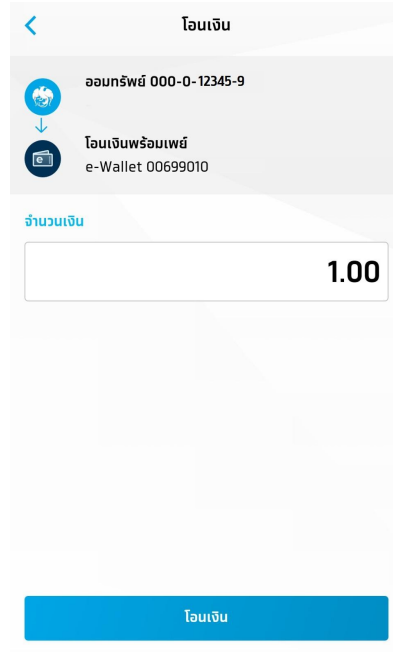 โอนเงิน
ออมทรัพย์ 000-0-12345-9
โอนเงินพร้อมเพย์
e
e-Wallet 00699010
จำนวนเงิน
1.00
โอนเงิน